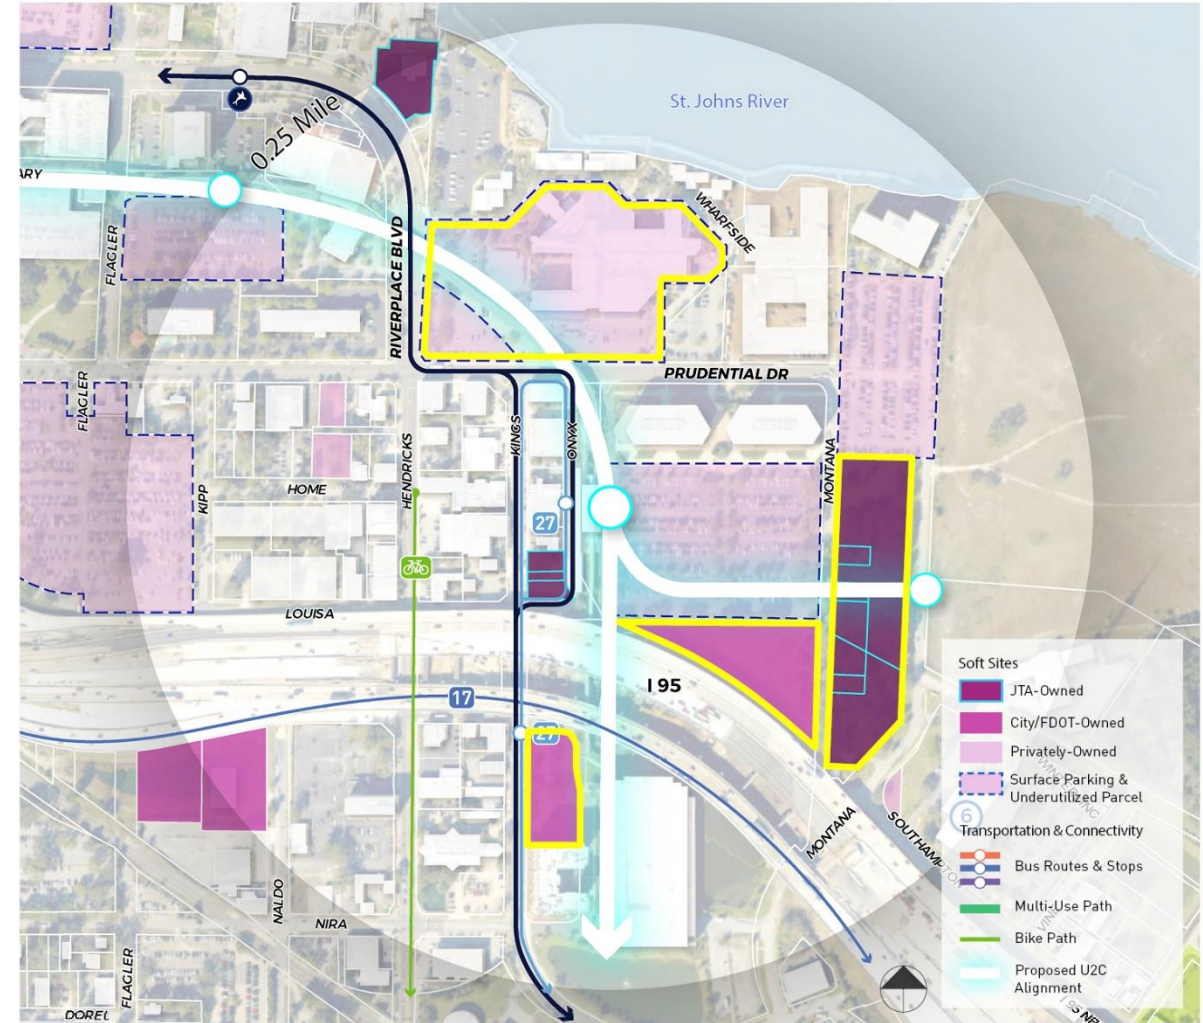 St. Johns River
0.25 Mile
ARY
FLAGLER
RIVERPLACE BLVD
WHARFSIDE
PRUDENTIAL DR
FLAGLER
KIPP
HOME
HENDRICKS
KINGS
ONYX
MONTANA
27
LOUISA
I 95
17
27
MONTANA
SOUTHAMPTON
NALDO
NIRA
FLAGLER
DOREL
Soft Sites
JTA-Owned
City/FDOT-Owned
Privately-Owned
Surface Parking &
Underutilized Parcel
6
Transportation & Connectivity
Bus Routes & Stops
Multi-Use Path
Bike Path
Proposed U2C
Alignment